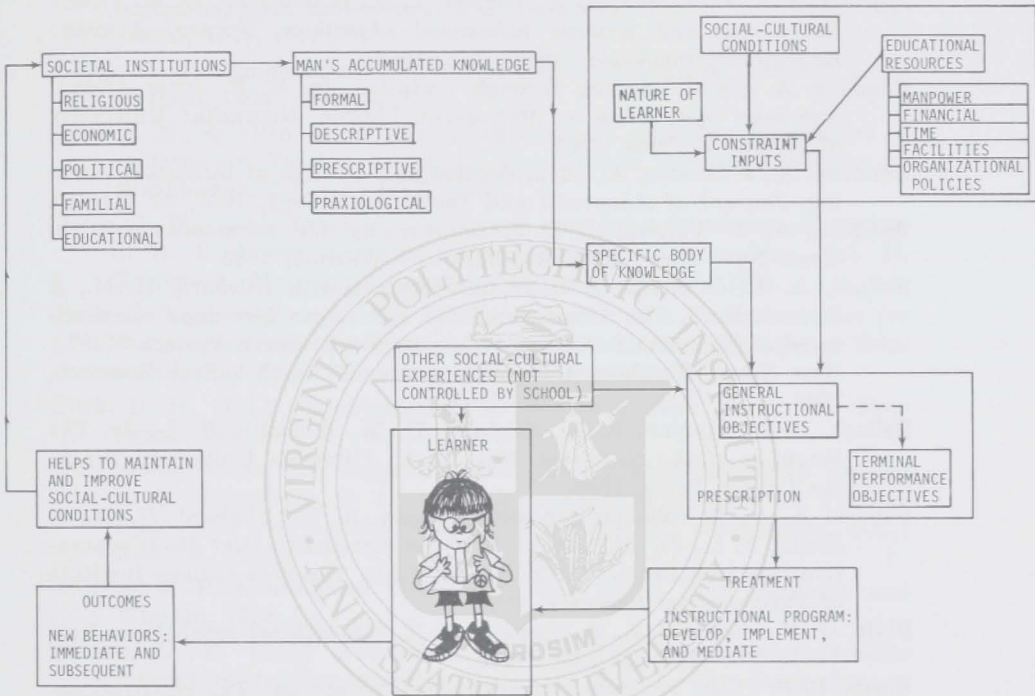 SOCIETAL INSTITUTIONS
RELIGIOUS
ECONOMIC
POLITICAL
FAMILIAL
EDUCATIONAL
MAN'S ACCUMULATED KNOWLEDGE
FORMAL
DESCRIPTIVE
PRESCRIPTIVE
PRAXIOLOGICAL
SOCIAL-CULTURAL
CONDITIONS
NATURE OF
LEARNER
CONSTRAINT
INPUTS
EDUCATIONAL
RESOURCES
MANPOWER
FINANCIAL
TIME
FACILITIES
ORGANIZATIONAL
POLICIES
SPECIFIC BODY
OF KNOWLEDGE
OTHER SOCIAL-CULTURAL
EXPERIENCES (NOT
CONTROLLED BY SCHOOL)
GENERAL
INSTRUCTIONAL
OBJECTIVES
TERMINAL
PERFORMANCE
OBJECTIVES
PRESCRIPTION
LEARNER
HELPS TO MAINTAIN
AND IMPROVE
SOCIAL-CULTURAL
CONDITIONS
OUTCOMES
NEW BEHAVIORS:
IMMEDIATE AND
SUBSEQUENT
TREATMENT
INSTRUCTIONAL PROGRAM:
DEVELOP, IMPLEMENT,
AND MEDIATE
VIRGINIA POLYTECHNIC INSTITUTE
AND STATE UNIVERSITY
PROSIM